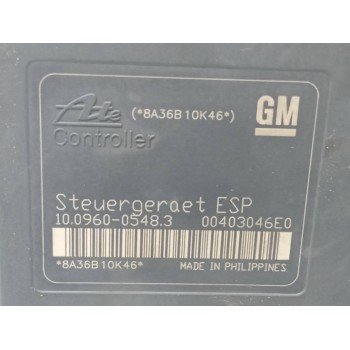 Ate (*8A36B10K46*) GM
Controller
Steuergeraet ESP
10.0960-0548.3 00403046E0
*8A36B10K46* MADE IN PHILIPPINES